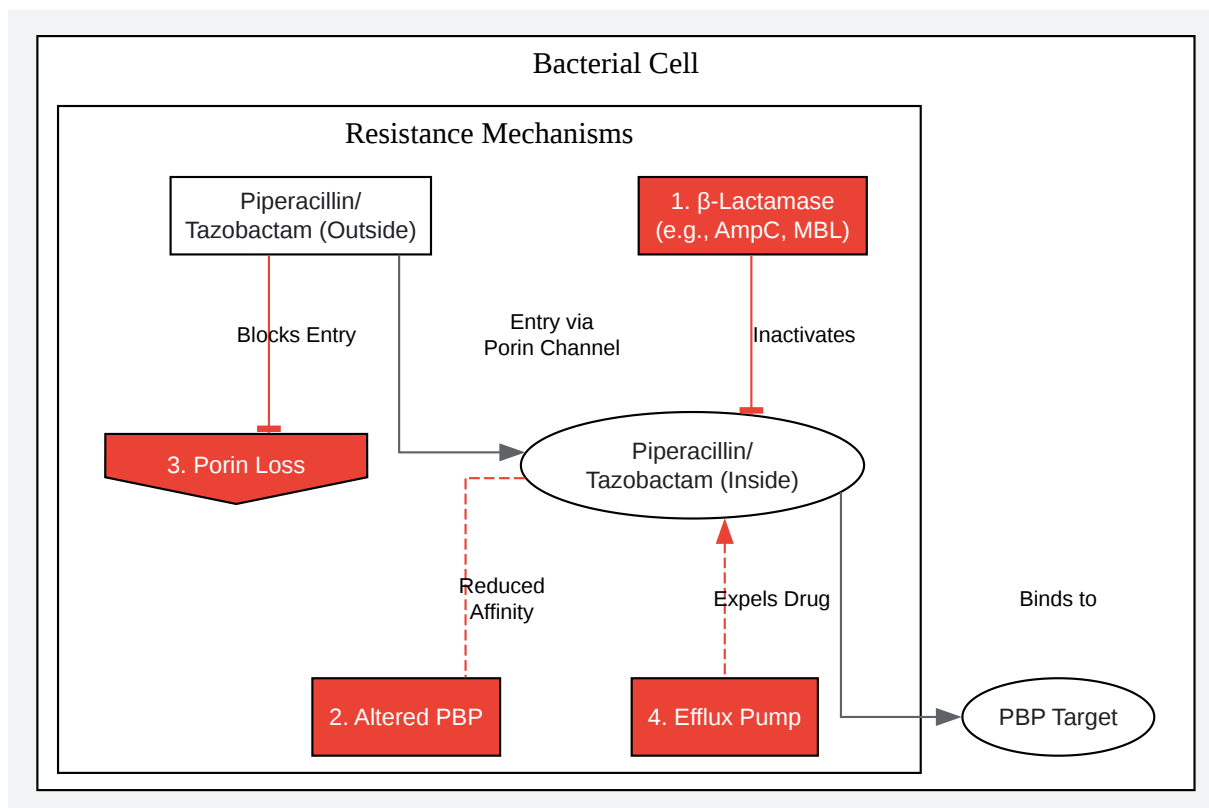 Bacterial Cell
Resistance Mechanisms
Piperacillin/
Tazobactam (Outside)
1. β-Lactamase
(e.g., AmpC, MBL)
Blocks Entry
Entry via
Porin Channel
Inactivates
3. Porin Loss
Piperacillin/
Tazobactam (Inside)
Reduced
Affinity
Expels Drug
Binds to
2. Altered PBP
4. Efflux Pump
PBP Target